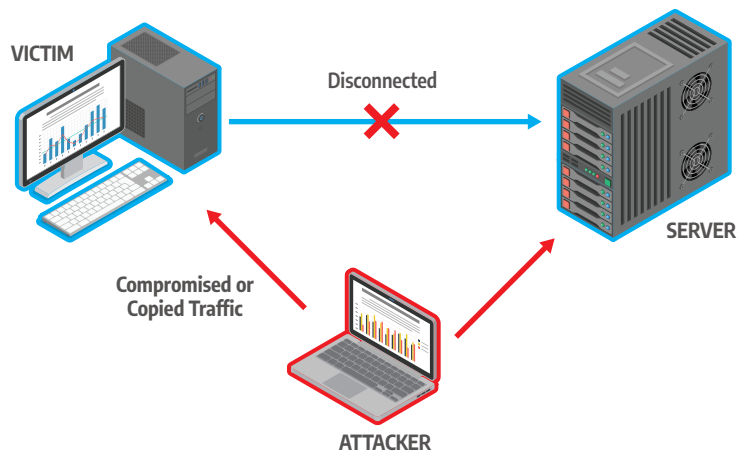 VICTIM
Disconnected
SERVER
Compromised or
Copied Traffic
ATTACKER